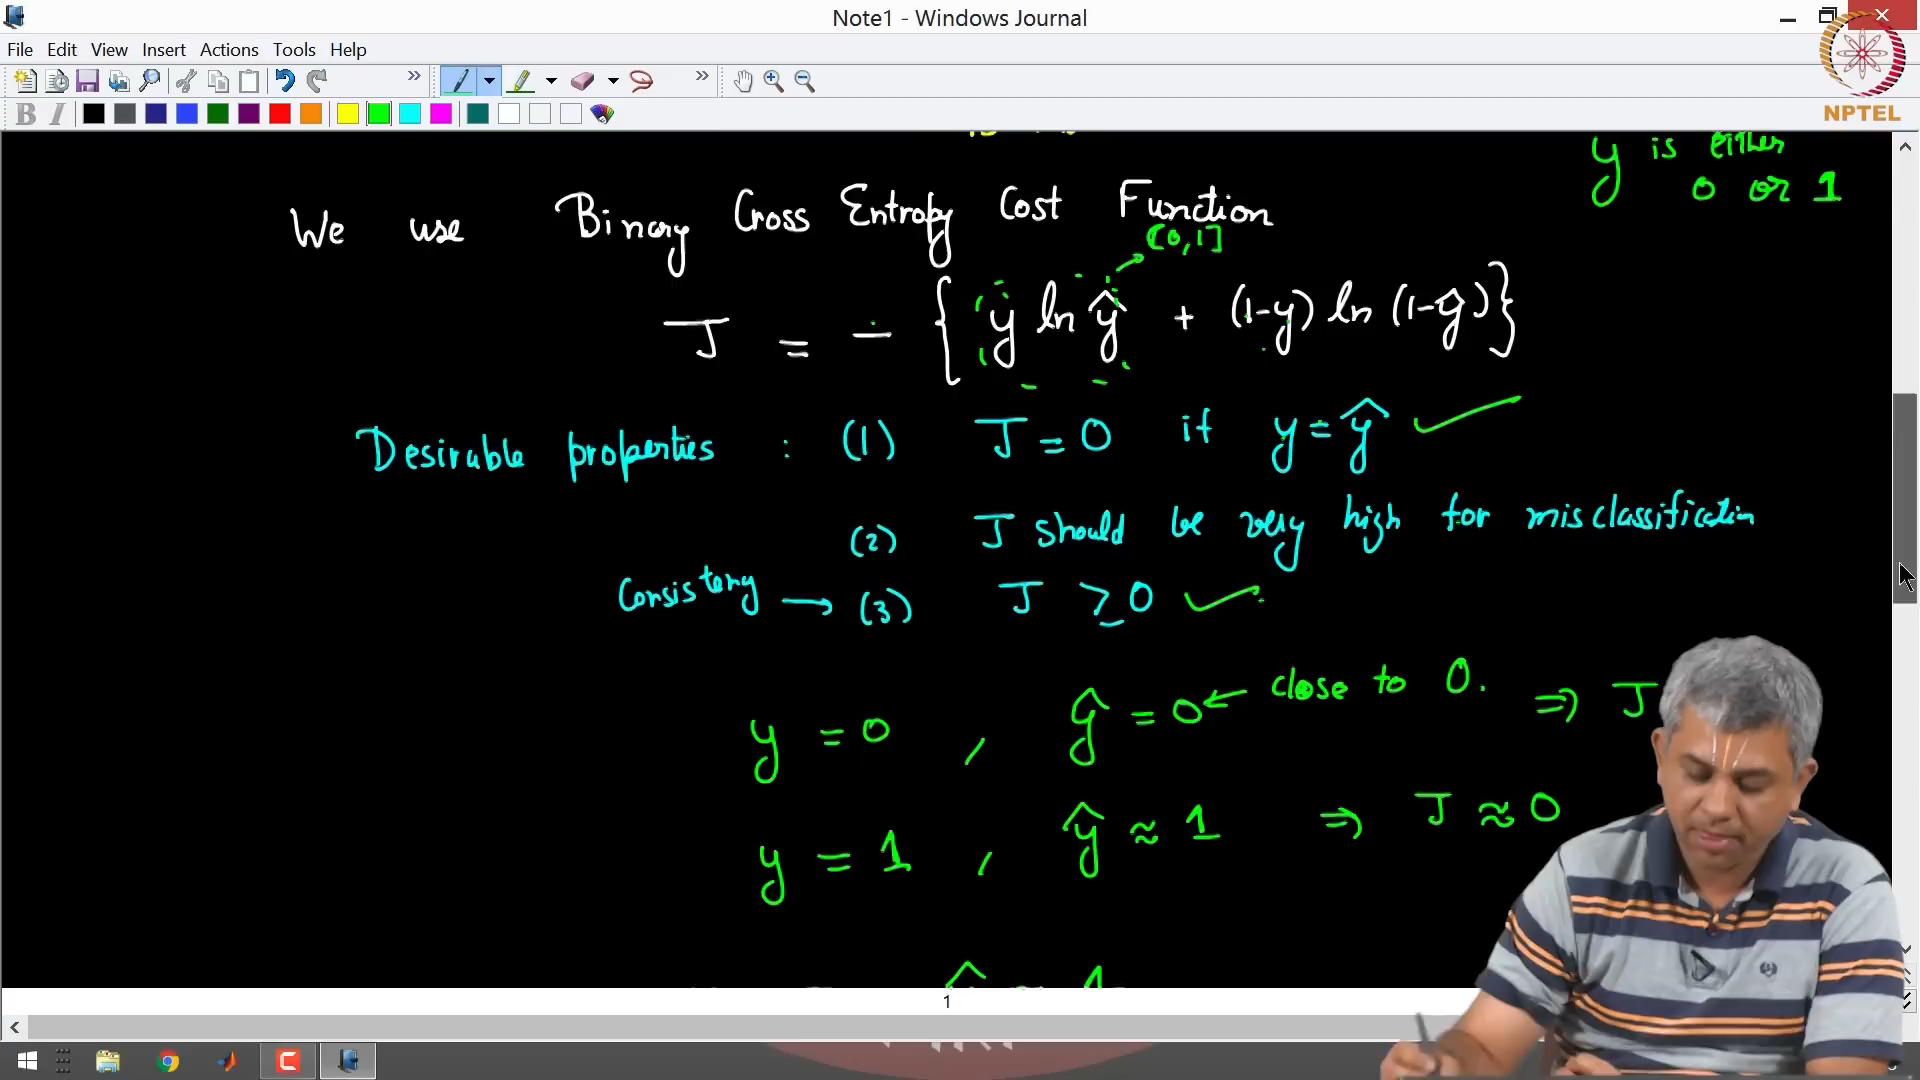 Note1 - Windows Journal
File Edit View Insert Actions Tools Help
B I
NPTEL
y is either
0 or 1
We use Binary Cross Entropy Cost Function
[0,1]
J = - { y ln ŷ + (1-y) ln (1-ŷ) }
Desirable properties : (1) J = 0 if y = ŷ ✓
(2) J should be very high for misclassification
Consistency → (3) J ≥ 0 ✓
y = 0 , ŷ = 0 ← close to 0. ⇒ J
y = 1 , ŷ ≈ 1 ⇒ J ≈ 0
1